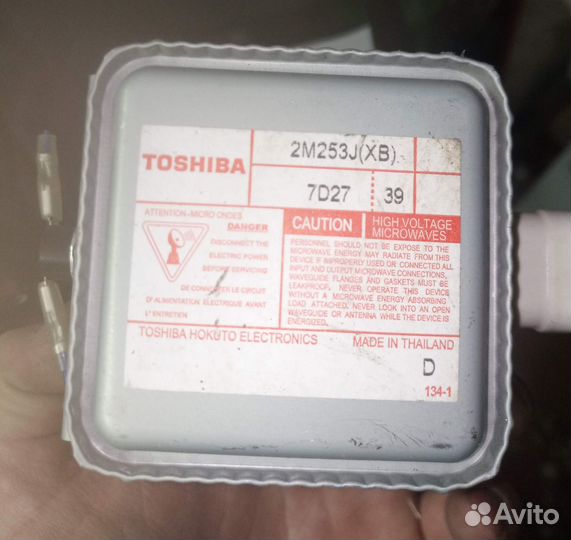 TOSHIBA
2M253J(XB)
7D27 39
ATTENTION-MICRO ONDES
DANGER
DISCONNECT THE
ELECTRIC POWER
BEFORE SERVICING
DE CONNECTER LE CIRCUIT
D'ALIMENTATION ELECTRIQUE AVANT
L' ENTRETIEN
CAUTION
HIGH VOLTAGE
MICROWAVES
PERSONNEL SHOULD NOT BE EXPOSE TO THE
MICROWAVE ENERGY MAY RADIATE FROM THIS
DEVICE IF IMPROPERLY USED OR CONNECTED ALL
INPUT AND OUTPUT MICROWAVE CONNECTIONS,
WAVEGUIDE FLANGES AND GASKETS MUST BE
LEAKPROOF. NEVER OPERATE THIS DEVICE
WITHOUT A MICROWAVE ENERGY ABSORBING
LOAD ATTACHED. NEVER LOOK INTO AN OPEN
WAVEGUIDE OR ANTENNA WHILE THE DEVICE IS
ENERGIZED.
TOSHIBA HOKUTO ELECTRONICS
MADE IN THAILAND
D
134-1
Avito